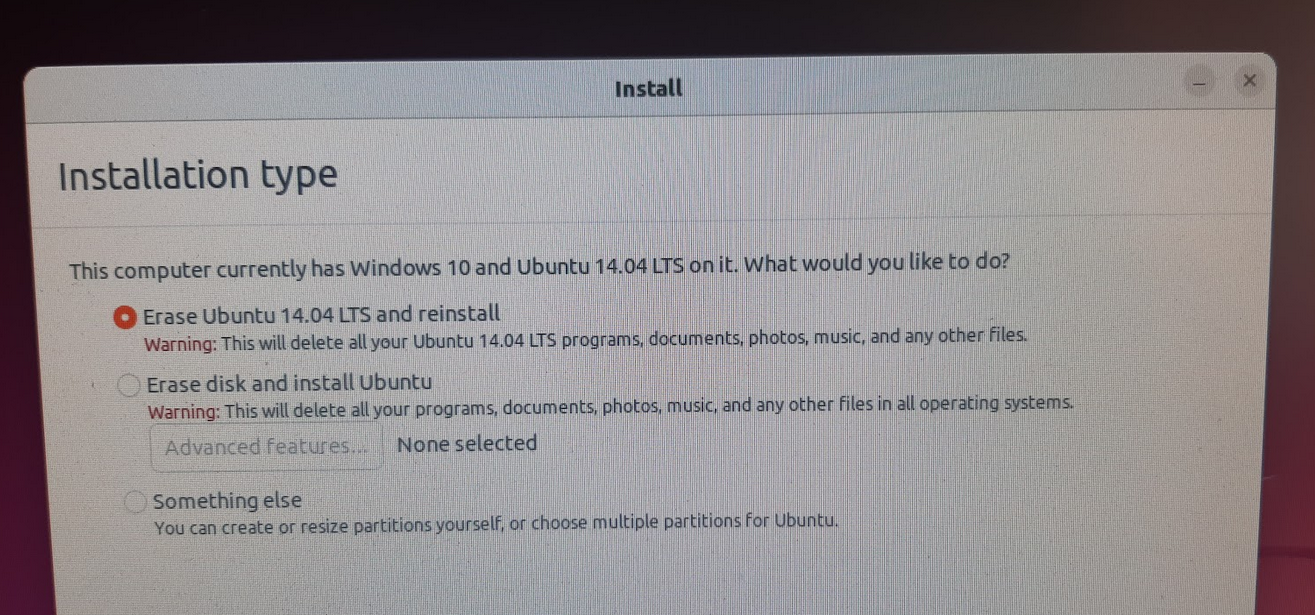 Install
Installation type
This computer currently has Windows 10 and Ubuntu 14.04 LTS on it. What would you like to do?
Erase Ubuntu 14.04 LTS and reinstall
Warning: This will delete all your Ubuntu 14.04 LTS programs, documents, photos, music, and any other files.
Erase disk and install Ubuntu
Warning: This will delete all your programs, documents, photos, music, and any other files in all operating systems.
Advanced features... None selected
Something else
You can create or resize partitions yourself, or choose multiple partitions for Ubuntu.